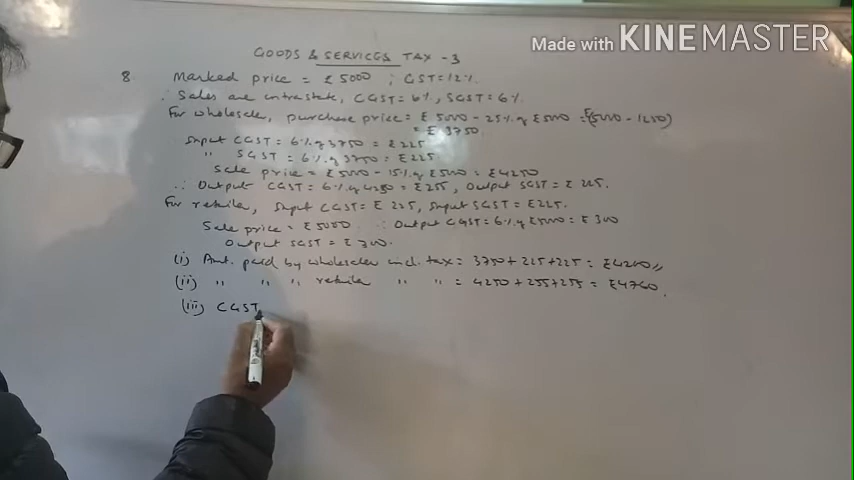 Made with KINEMASTER
GOODS & SERVICES TAX - 3
8 Marked price = ₹ 5000 ; GST = 12%
∴ Sales are intrastate, CGST = 6%, SGST = 6%
For wholesaler, purchase price = ₹ 5000 - 25% of ₹ 5000 = (5000 - 1250)
= ₹ 3750
Input CGST = 6% of 3750 = ₹ 225
" SGST = 6% of 3750 = ₹ 225
Sale price = ₹ 5000 - 15% of ₹ 5000 = ₹ 4250
∴ Output CGST = 6% of 4250 = ₹ 255, Output SGST = ₹ 255.
For retailer, Input CGST = ₹ 255, Input SGST = ₹ 255.
Sale price = ₹ 5000 ∴ Output CGST = 6% of ₹ 5000 = ₹ 300
Output SGST = ₹ 300.
(i) Amt. paid by wholesaler incl. tax = 3750 + 225 + 225 = ₹ 4200
(ii) " " " retailer " " = 4250 + 255 + 255 = ₹ 4760.
(iii) CGST